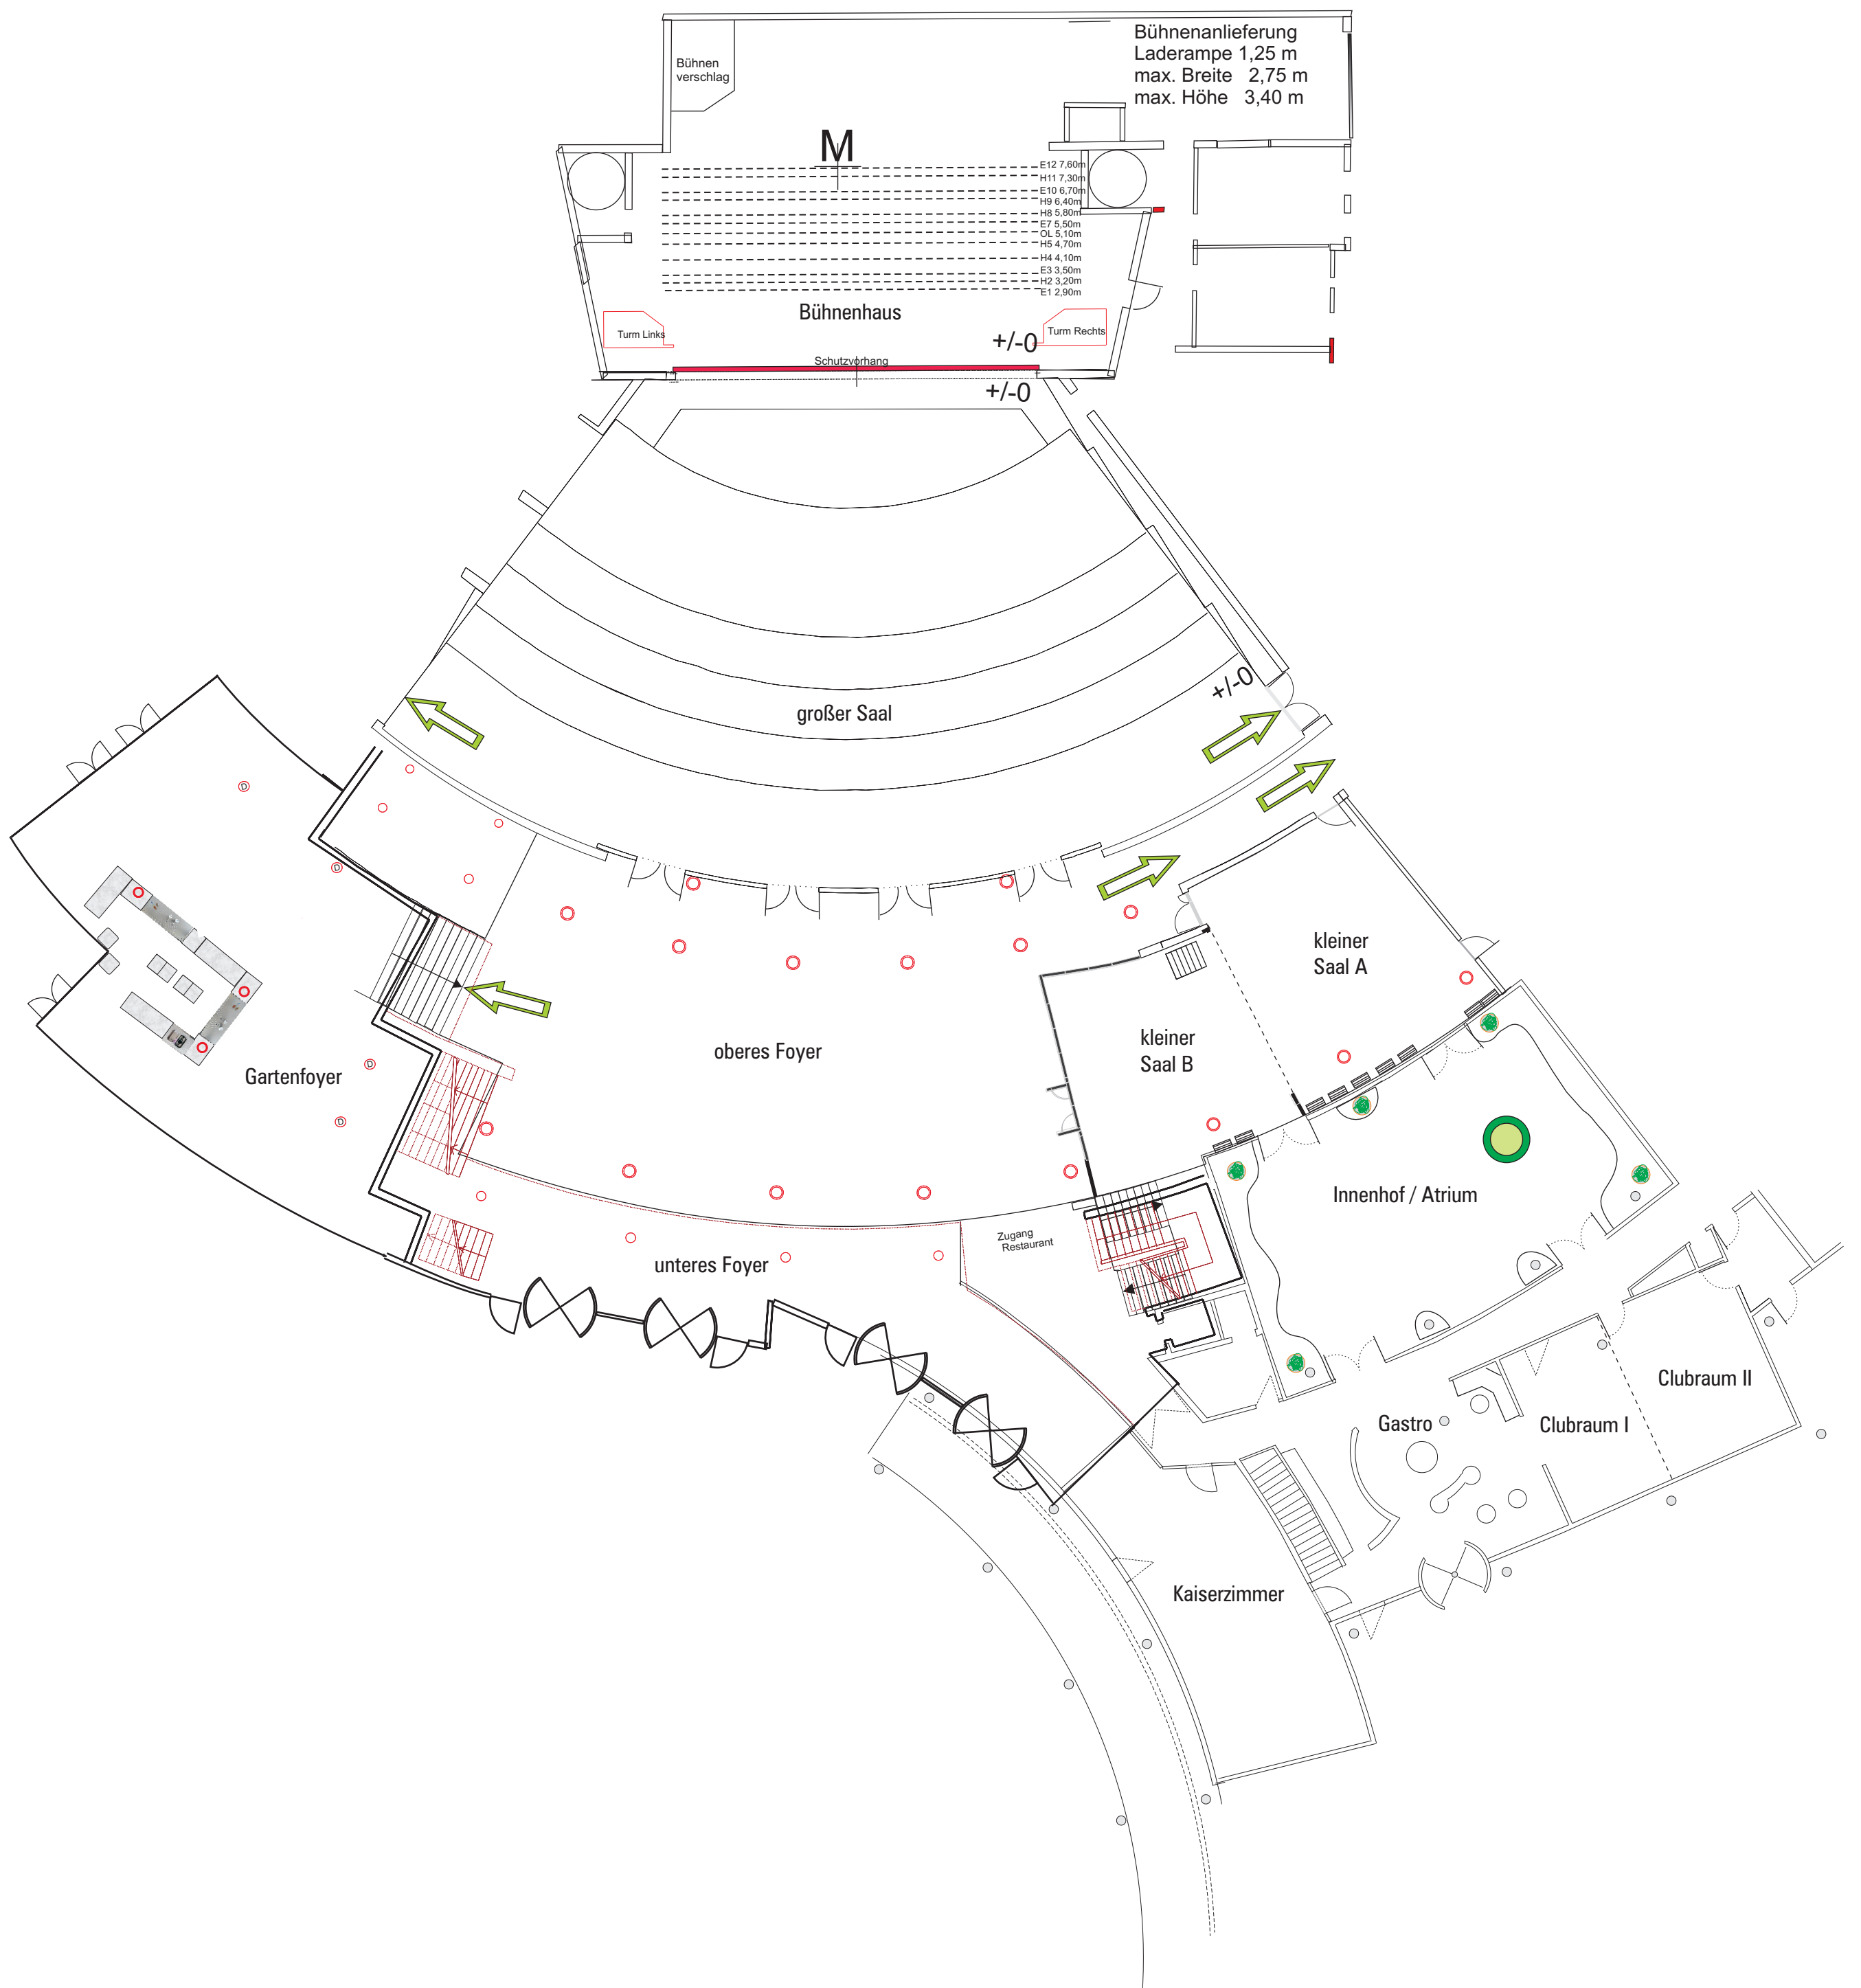 Bühnenanlieferung
Laderampe 1,25 m
max. Breite 2,75 m
max. Höhe 3,40 m
Bühnen
verschlag
M
E12 7,60m
H11 7,30m
E10 6,70m
H9 6,40m
H8 5,80m
E7 5,50m
OL 5,10m
H5 4,70m
H4 4,10m
E3 3,50m
H2 3,20m
E1 2,90m
Bühnenhaus
Turm Links
Turm Rechts
+/-0
Schutzvorhang
+/-0
+/-0
großer Saal
D
D
kleiner
Saal A
kleiner
Saal B
oberes Foyer
D
Gartenfoyer
D
Innenhof / Atrium
Zugang
Restaurant
unteres Foyer
Clubraum II
Gastro
Clubraum I
Kaiserzimmer